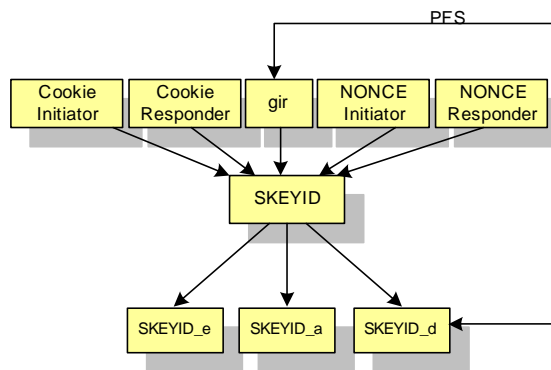 PFS
Cookie
Initiator
Cookie
Responder
gir
NONCE
Initiator
NONCE
Responder
SKEYID
SKEYID_e
SKEYID_a
SKEYID_d